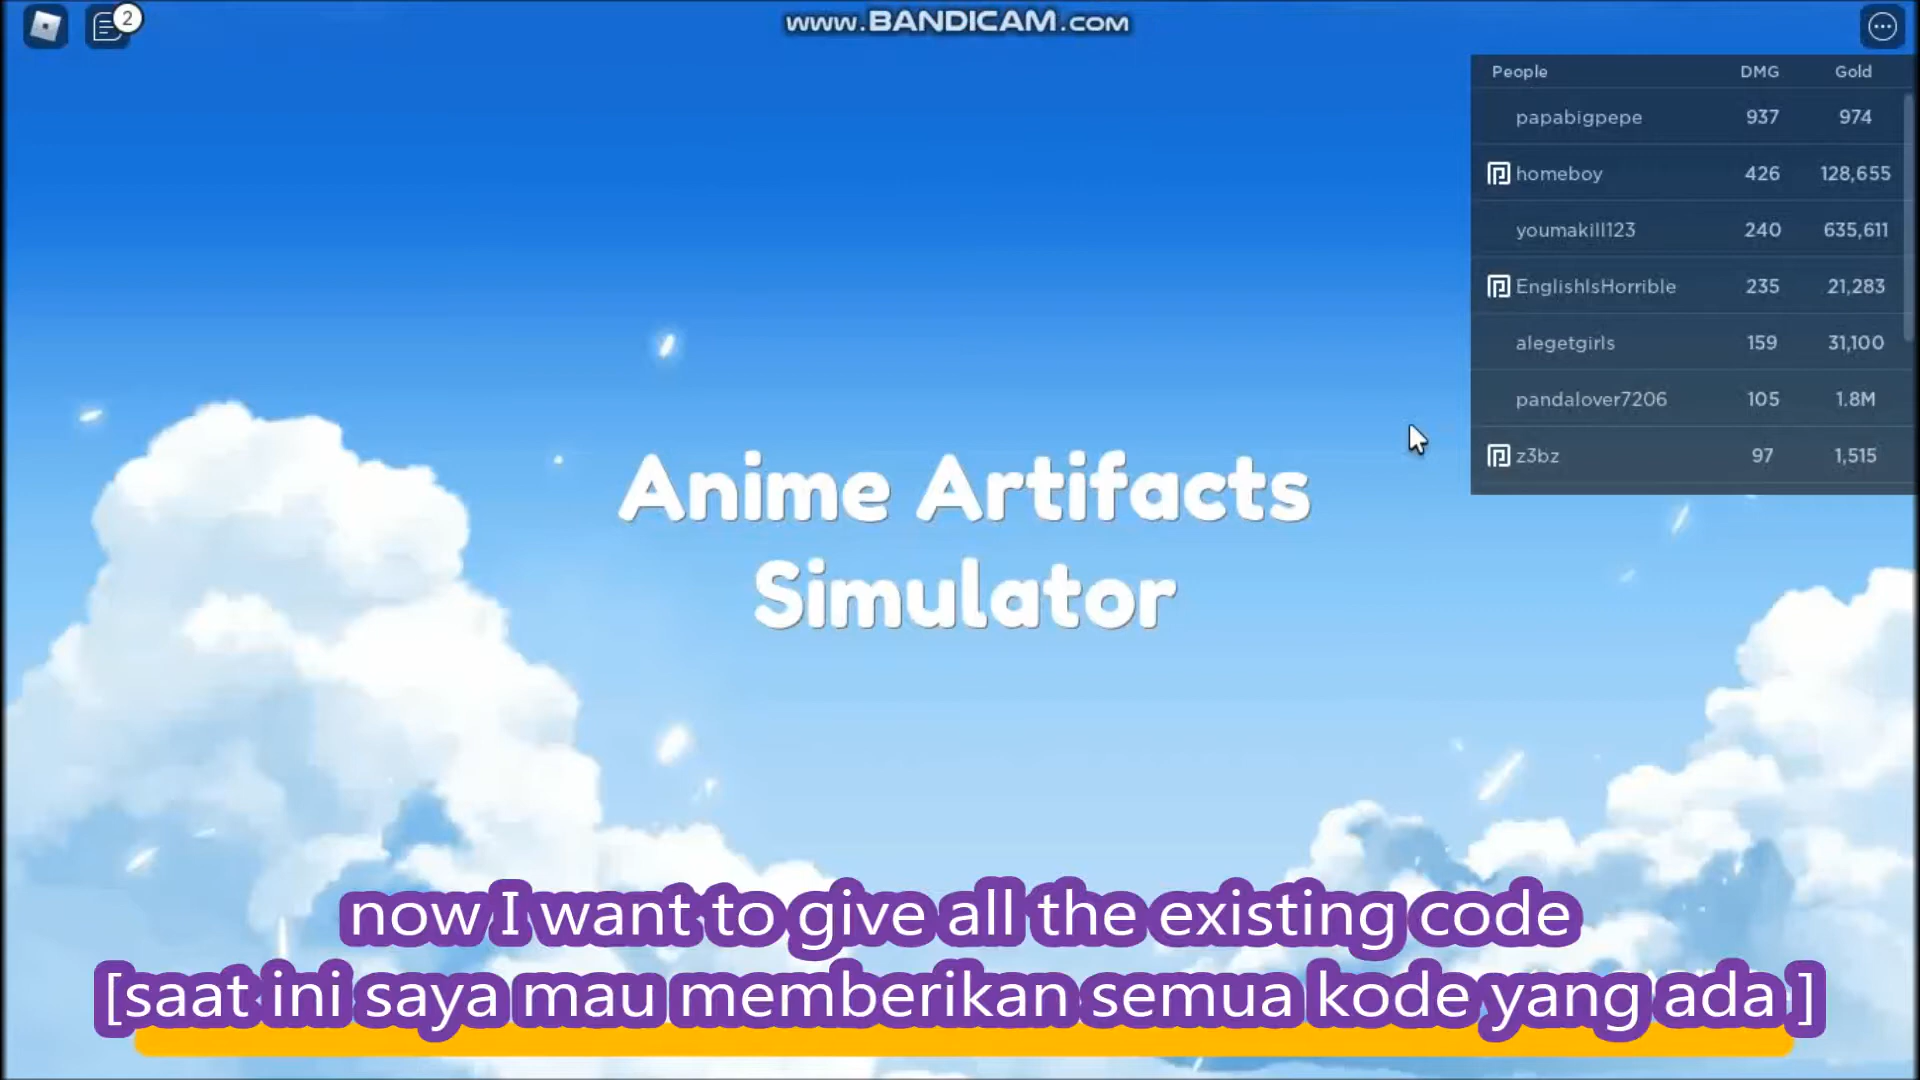 2
www.BANDICAM.com
People DMG Gold
papabigpepe 937 974
homeboy 426 128,655
youmakill123 240 635,611
EnglishIsHorrible 235 21,283
alegetgirls 159 31,100
pandalover7206 105 1.8M
z3bz 97 1,515
Anime Artifacts
Simulator
now I want to give all the existing code
[saat ini saya mau memberikan semua kode yang ada ]